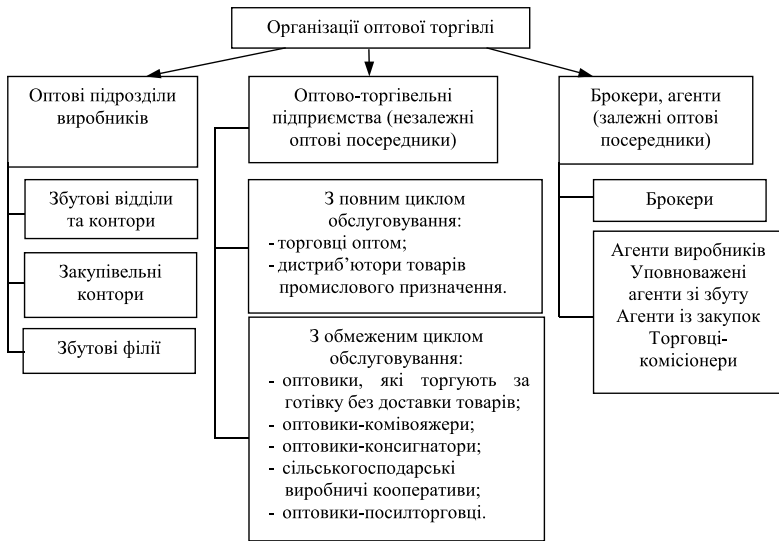 Організації оптової торгівлі
Оптові підрозділи
виробників
Збутові відділи
та контори
Закупівельні
контори
Збутові філії
Оптово-торгівельні
підприємства (незалежні
оптові посередники)
З повним циклом
обслуговування:
- торговці оптом;
- дистриб’ютори товарів
промислового призначення.
З обмеженим циклом
обслуговування:
- оптовики, які торгують за
готівку без доставки товарів;
- оптовики-комівояжери;
- оптовики-консигнатори;
- сільськогосподарські
виробничі кооперативи;
- оптовики-посилторговці.
Брокери, агенти
(залежні оптові
посередники)
Брокери
Агенти виробників
Уповноважені
агенти зі збуту
Агенти із закупок
Торговці-
комісіонери